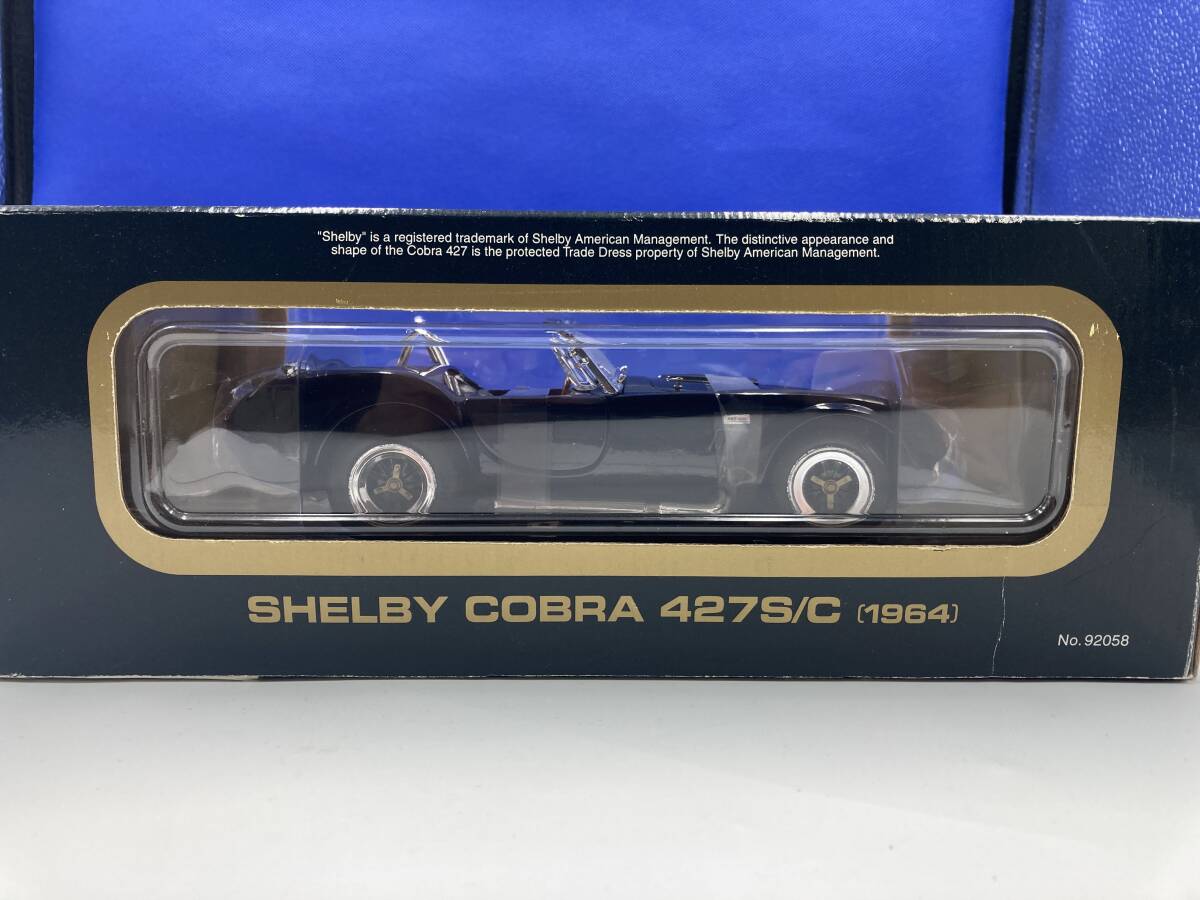 "Shelby" is a registered trademark of Shelby American Management. The distinctive appearance and
shape of the Cobra 427 is the protected Trade Dress property of Shelby American Management.
SHELBY COBRA 427S/C (1964)
No. 92058